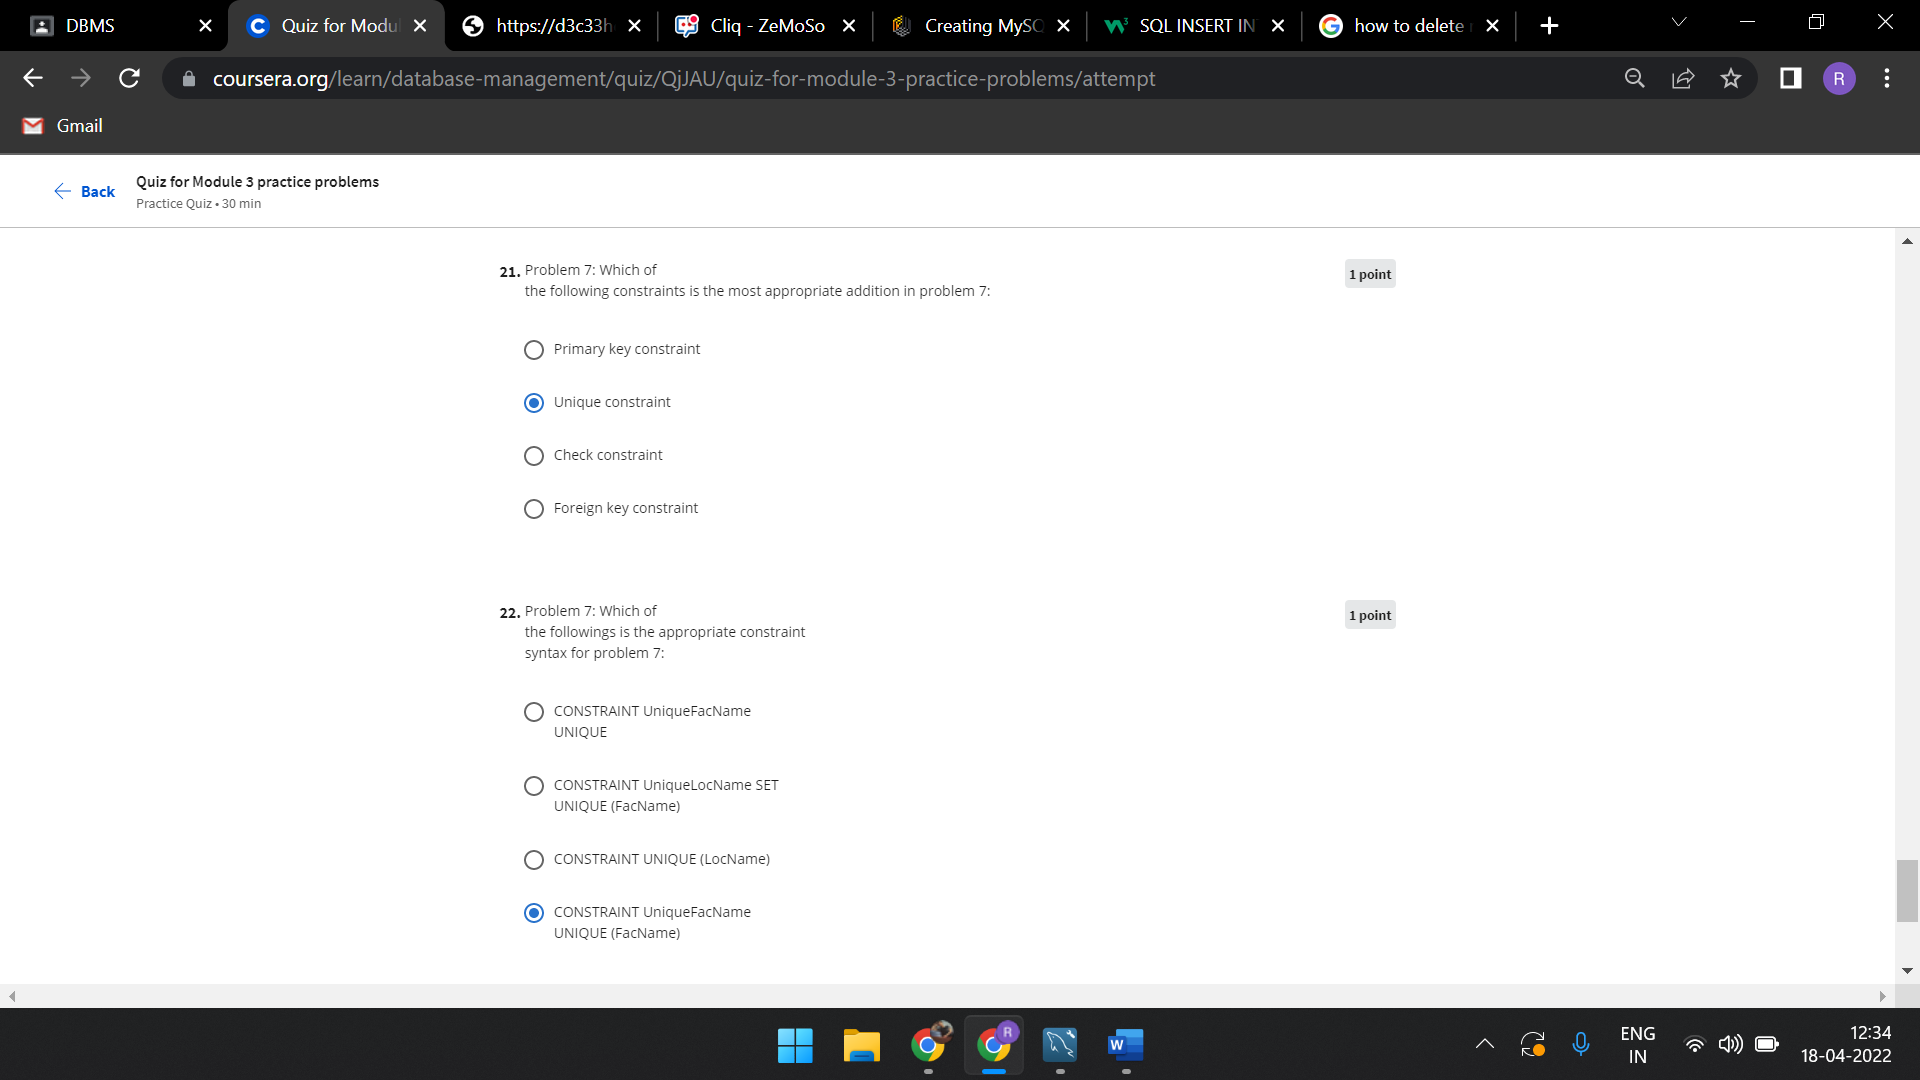 DBMS
Quiz for Modul
https://d3c33h
Cliq - ZeMoSo
Creating MySQ
SQL INSERT IN
how to delete
coursera.org/learn/database-management/quiz/QjJAU/quiz-for-module-3-practice-problems/attempt
R
Gmail
Back
Quiz for Module 3 practice problems
Practice Quiz • 30 min
21. Problem 7: Which of
the following constraints is the most appropriate addition in problem 7:
1 point
Primary key constraint
Unique constraint
Check constraint
Foreign key constraint
22. Problem 7: Which of
the followings is the appropriate constraint
syntax for problem 7:
1 point
CONSTRAINT UniqueFacName
UNIQUE
CONSTRAINT UniqueLocName SET
UNIQUE (FacName)
CONSTRAINT UNIQUE (LocName)
CONSTRAINT UniqueFacName
UNIQUE (FacName)
R
W
ENG
IN
12:34
18-04-2022